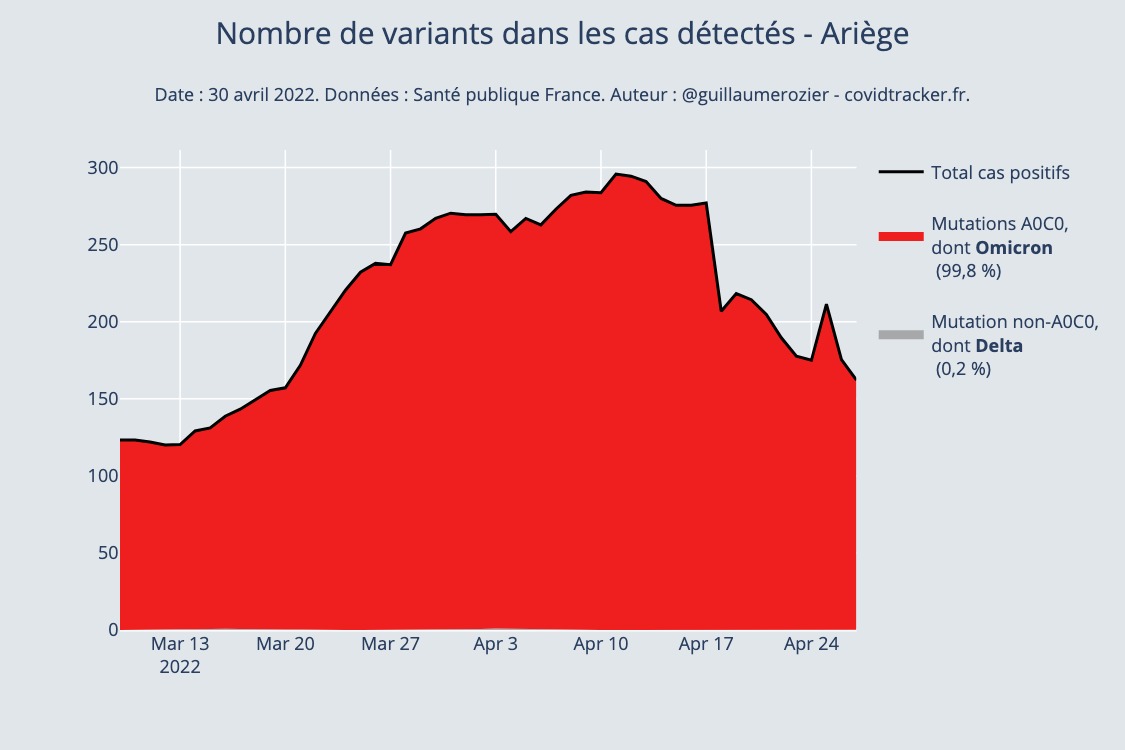 Nombre de variants dans les cas détectés - Ariège
Date : 30 avril 2022. Données : Santé publique France. Auteur : @guillaumerozier - covidtracker.fr.
300
250
200
150
100
50
0
Mar 13
2022
Mar 20
Mar 27
Apr 3
Apr 10
Apr 17
Apr 24
Total cas positifs
Mutations A0C0,
dont Omicron
(99,8 %)
Mutation non-A0C0,
dont Delta
(0,2 %)